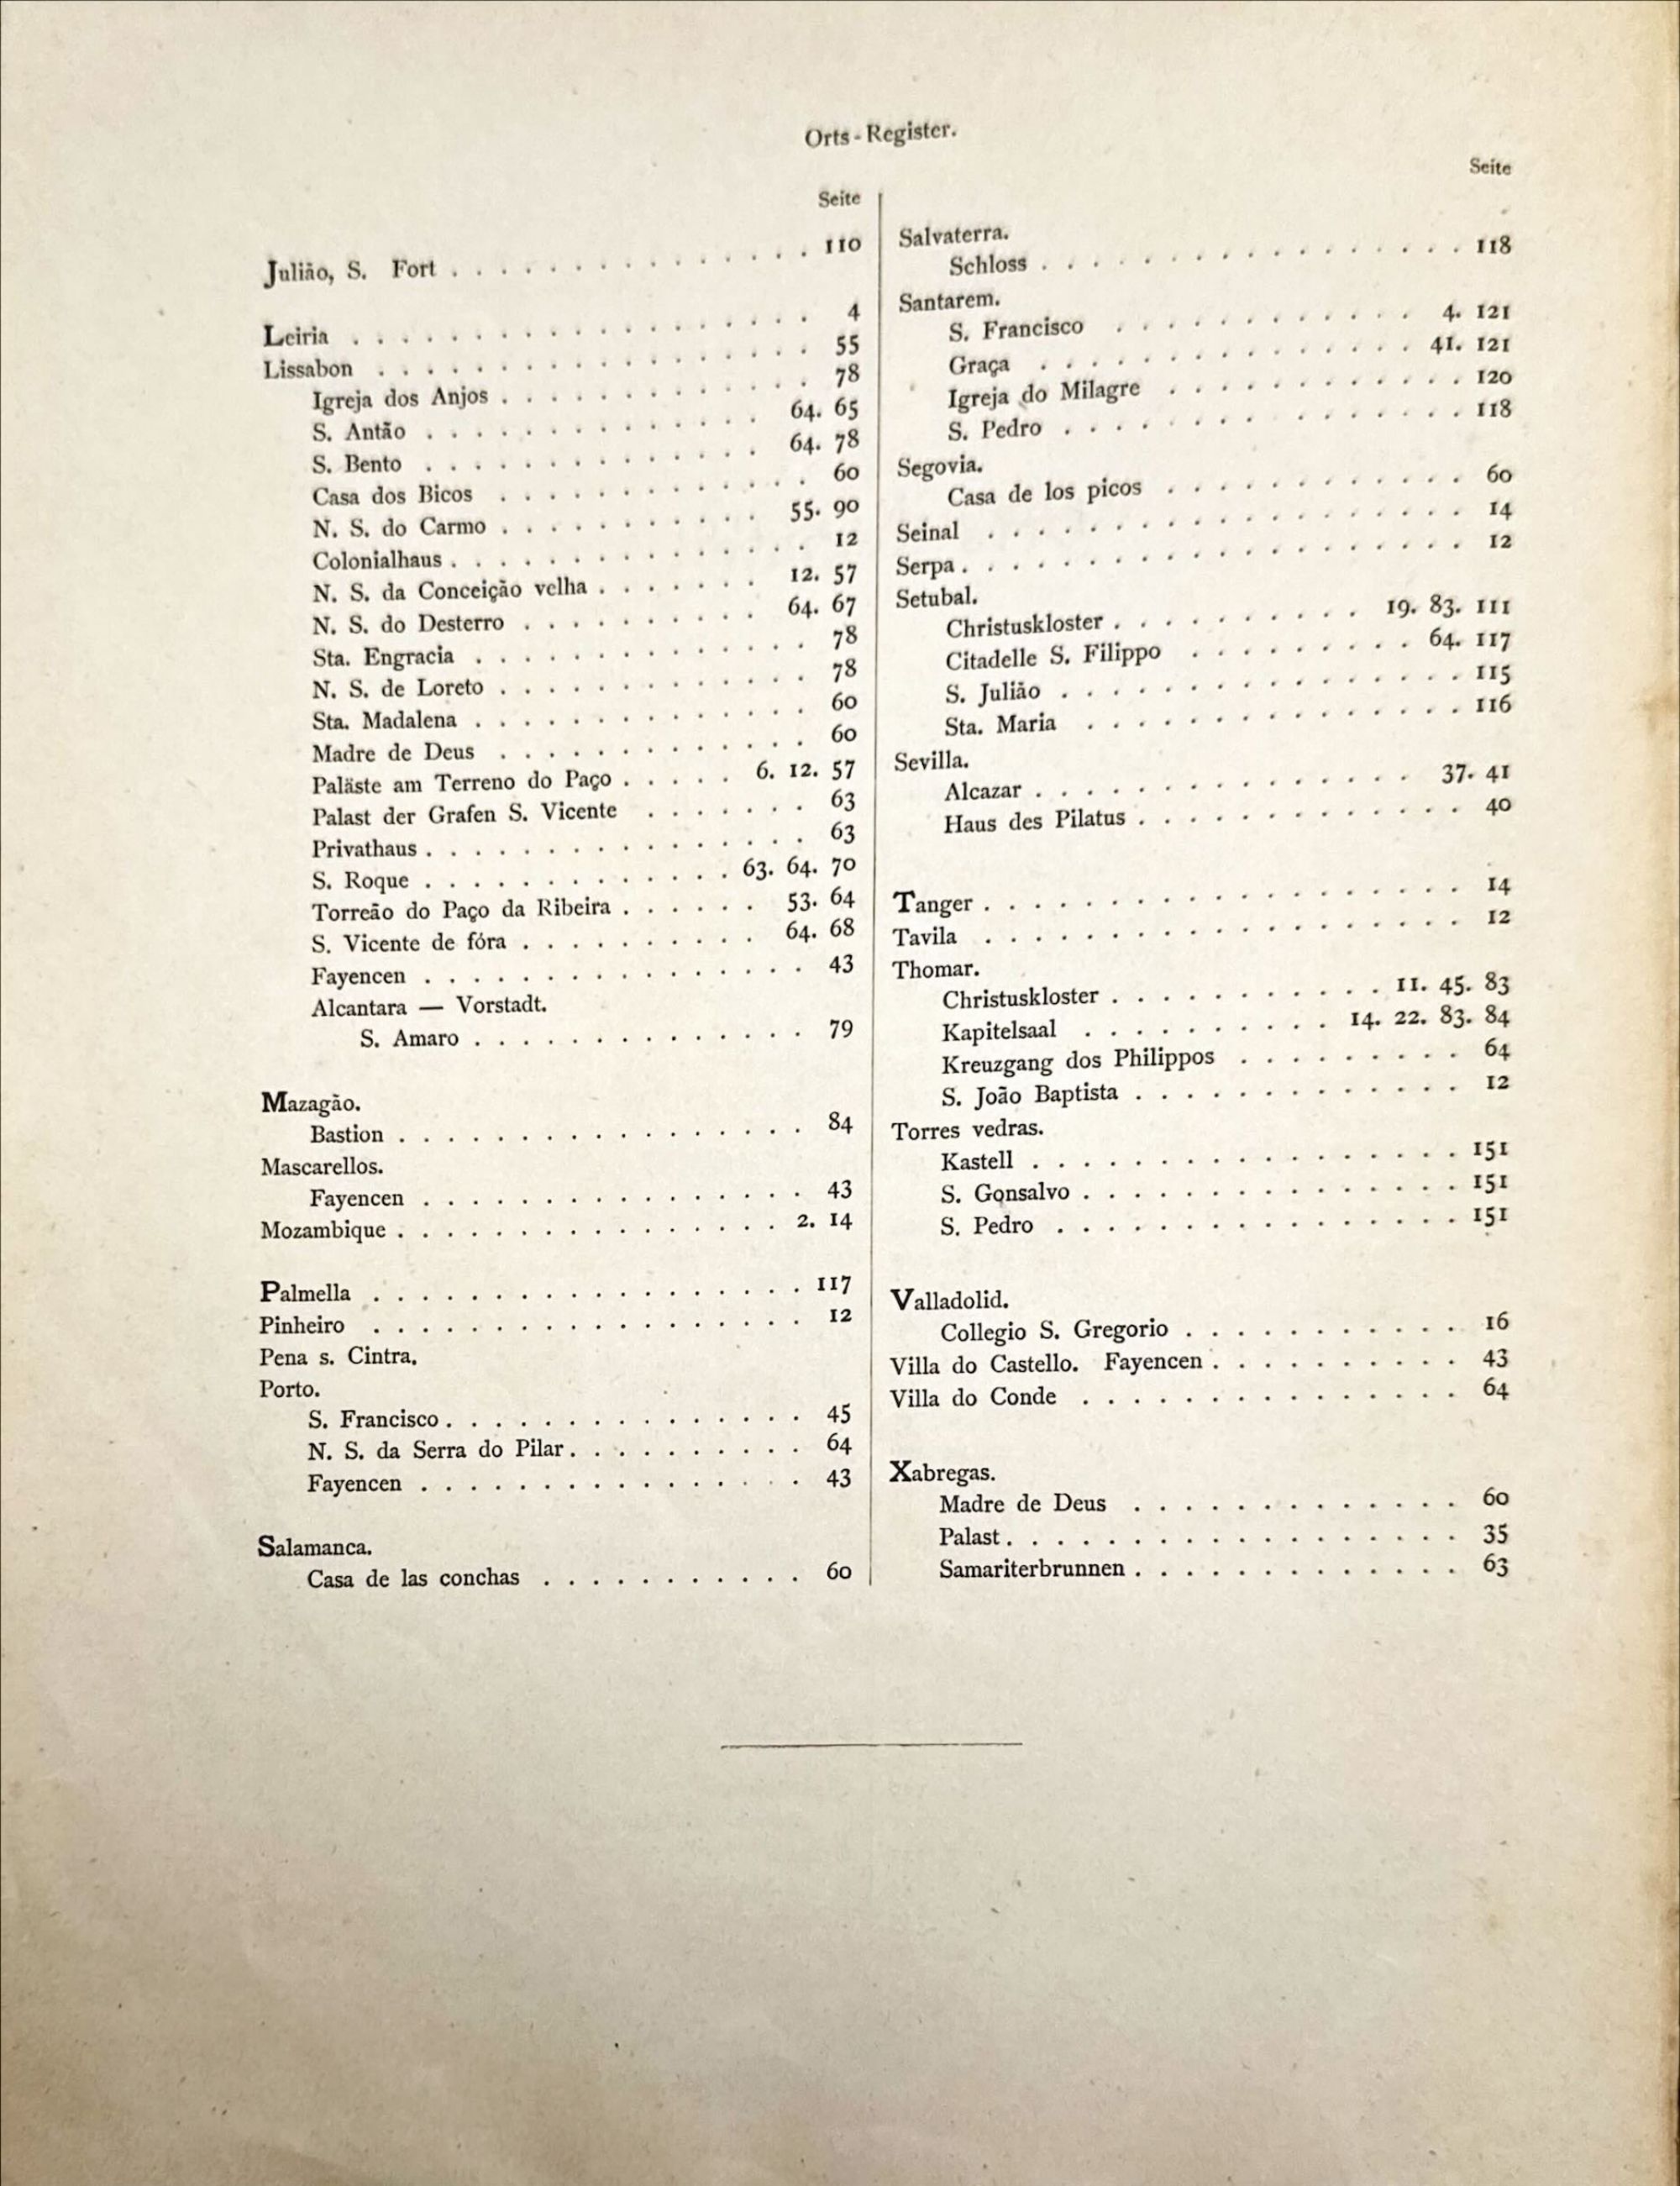 Orts-Register.
Seite
Julião, S. Fort . . . . . . . . . . . . . . . 110
Leiria . . . . . . . . . . . . . . . . . . . 4
Lissabon . . . . . . . . . . . . . . . . . . 55
Igreja dos Anjos . . . . . . . . . . . . . 78
S. Antão . . . . . . . . . . . . . . 64. 65
S. Bento . . . . . . . . . . . . . . 64. 78
Casa dos Bicos . . . . . . . . . . . . . 60
N. S. do Carmo . . . . . . . . . . . 55. 90
Colonialhaus . . . . . . . . . . . . . . . 12
N. S. da Conceição velha . . . . . . . 12. 57
N. S. do Desterro . . . . . . . . . . 64. 67
Sta. Engracia . . . . . . . . . . . . . . 78
N. S. de Loreto . . . . . . . . . . . . . 78
Sta. Madalena . . . . . . . . . . . . . . 60
Madre de Deus . . . . . . . . . . . . . 60
Paläste am Terreno do Paço . . . . . 6. 12. 57
Palast der Grafen S. Vicente . . . . . . . 63
Privathaus . . . . . . . . . . . . . . . . 63
S. Roque . . . . . . . . . . . . . 63. 64. 70
Torreão do Paço da Ribeira . . . . . . 53. 64
S. Vicente de fóra . . . . . . . . . . 64. 68
Fayencen . . . . . . . . . . . . . . . . 43
Alcantara — Vorstadt.
S. Amaro . . . . . . . . . . . . . . 79
Mazagão.
Bastion . . . . . . . . . . . . . . . . . 84
Mascarellos.
Fayencen . . . . . . . . . . . . . . . . 43
Mozambique . . . . . . . . . . . . . . . . 2. 14
Palmella . . . . . . . . . . . . . . . . . . 117
Pinheiro . . . . . . . . . . . . . . . . . . 12
Pena s. Cintra.
Porto.
S. Francisco . . . . . . . . . . . . . . . 45
N. S. da Serra do Pilar . . . . . . . . . . 64
Fayencen . . . . . . . . . . . . . . . . 43
Salamanca.
Casa de las conchas . . . . . . . . . . . 60
Seite
Salvaterra.
Schloss . . . . . . . . . . . . . . . . . 118
Santarem.
S. Francisco . . . . . . . . . . . . 4. 121
Graça . . . . . . . . . . . . . . . 41. 121
Igreja do Milagre . . . . . . . . . . . . 120
S. Pedro . . . . . . . . . . . . . . . . 118
Segovia.
Casa de los picos . . . . . . . . . . . . 60
Seinal . . . . . . . . . . . . . . . . . . . 14
Serpa . . . . . . . . . . . . . . . . . . . . 12
Setubal.
Christuskloster . . . . . . . . . . 19. 83. 111
Citadelle S. Filippo . . . . . . . . . 64. 117
S. Julião . . . . . . . . . . . . . . . . 115
Sta. Maria . . . . . . . . . . . . . . . 116
Sevilla.
Alcazar . . . . . . . . . . . . . . . 37. 41
Haus des Pilatus . . . . . . . . . . . . . 40
Tanger . . . . . . . . . . . . . . . . . . . 14
Tavila . . . . . . . . . . . . . . . . . . . 12
Thomar.
Christuskloster . . . . . . . . . . . 11. 45. 83
Kapitelsaal . . . . . . . . . . 14. 22. 83. 84
Kreuzgang dos Philippos . . . . . . . . . 64
S. João Baptista . . . . . . . . . . . . . 12
Torres vedras.
Kastell . . . . . . . . . . . . . . . . . 151
S. Gonsalvo . . . . . . . . . . . . . . . 151
S. Pedro . . . . . . . . . . . . . . . . 151
Valladolid.
Collegio S. Gregorio . . . . . . . . . . . 16
Villa do Castello. Fayencen . . . . . . . . . . 43
Villa do Conde . . . . . . . . . . . . . . . 64
Xabregas.
Madre de Deus . . . . . . . . . . . . . 60
Palast . . . . . . . . . . . . . . . . . . 35
Samariterbrunnen . . . . . . . . . . . . . 63